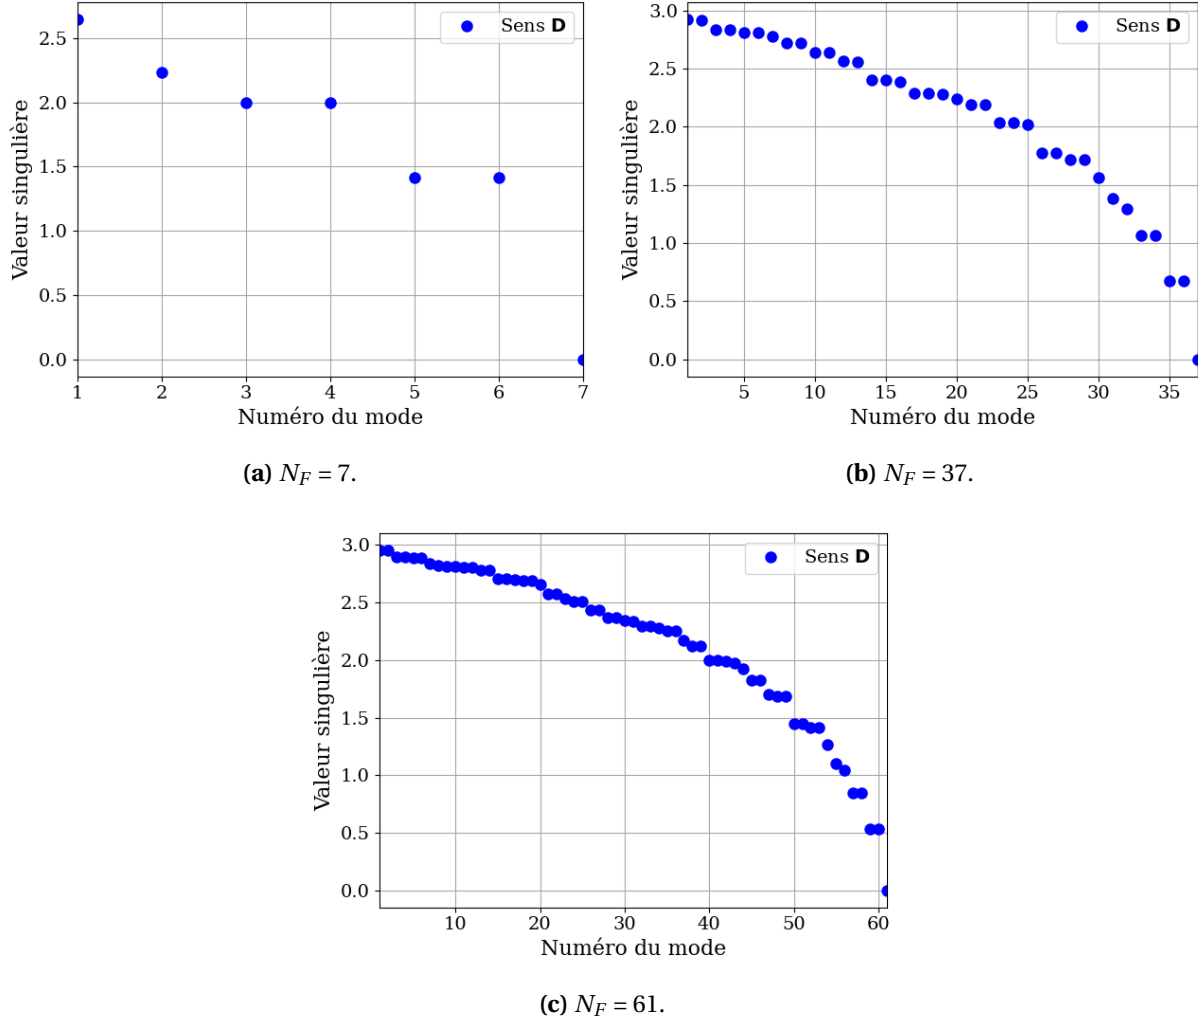 Sens D
Valeur singulière
2.5
2.0
1.5
1.0
0.5
0.0
1 2 3 4 5 6 7
Numéro du mode
(a) N_F = 7.
Sens D
Valeur singulière
3.0
2.5
2.0
1.5
1.0
0.5
0.0
5 10 15 20 25 30 35
Numéro du mode
(b) N_F = 37.
Sens D
Valeur singulière
3.0
2.5
2.0
1.5
1.0
0.5
0.0
10 20 30 40 50 60
Numéro du mode
(c) N_F = 61.